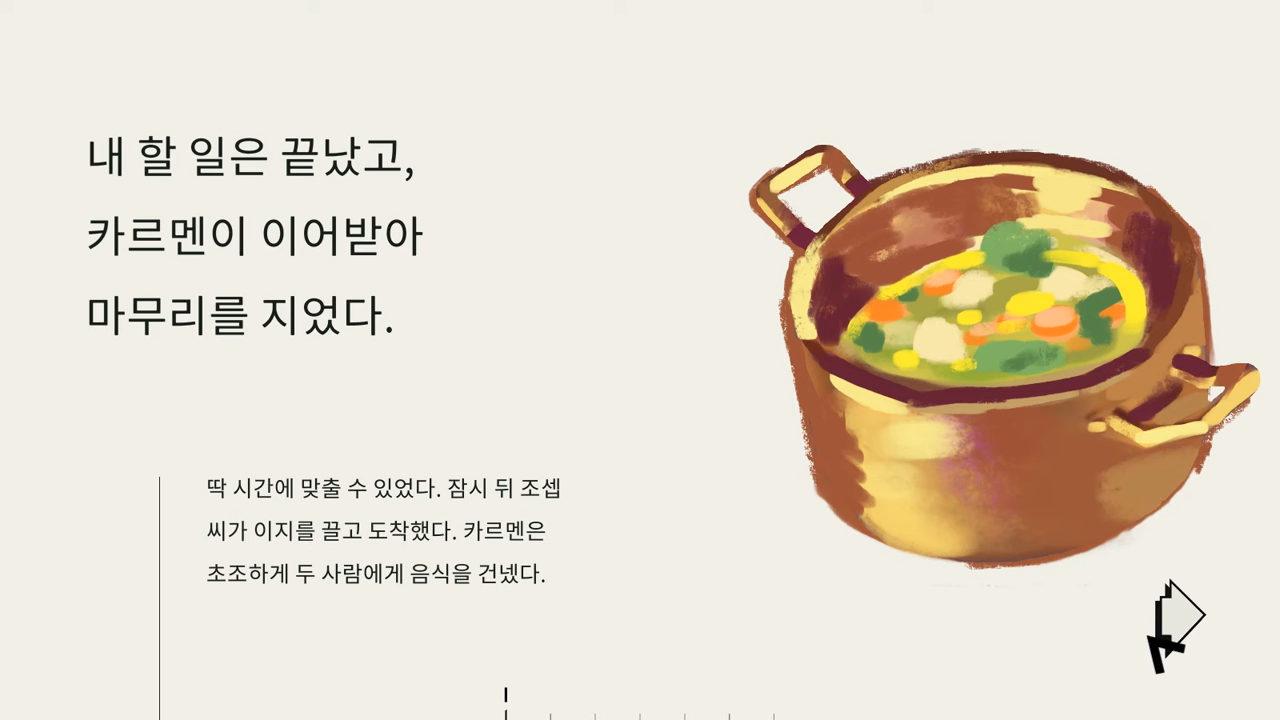 내 할 일은 끝났고,
카르멘이 이어받아
마무리를 지었다.
딱 시간에 맞출 수 있었다. 잠시 뒤 조셉
씨가 이지를 끌고 도착했다. 카르멘은
초조하게 두 사람에게 음식을 건넸다.